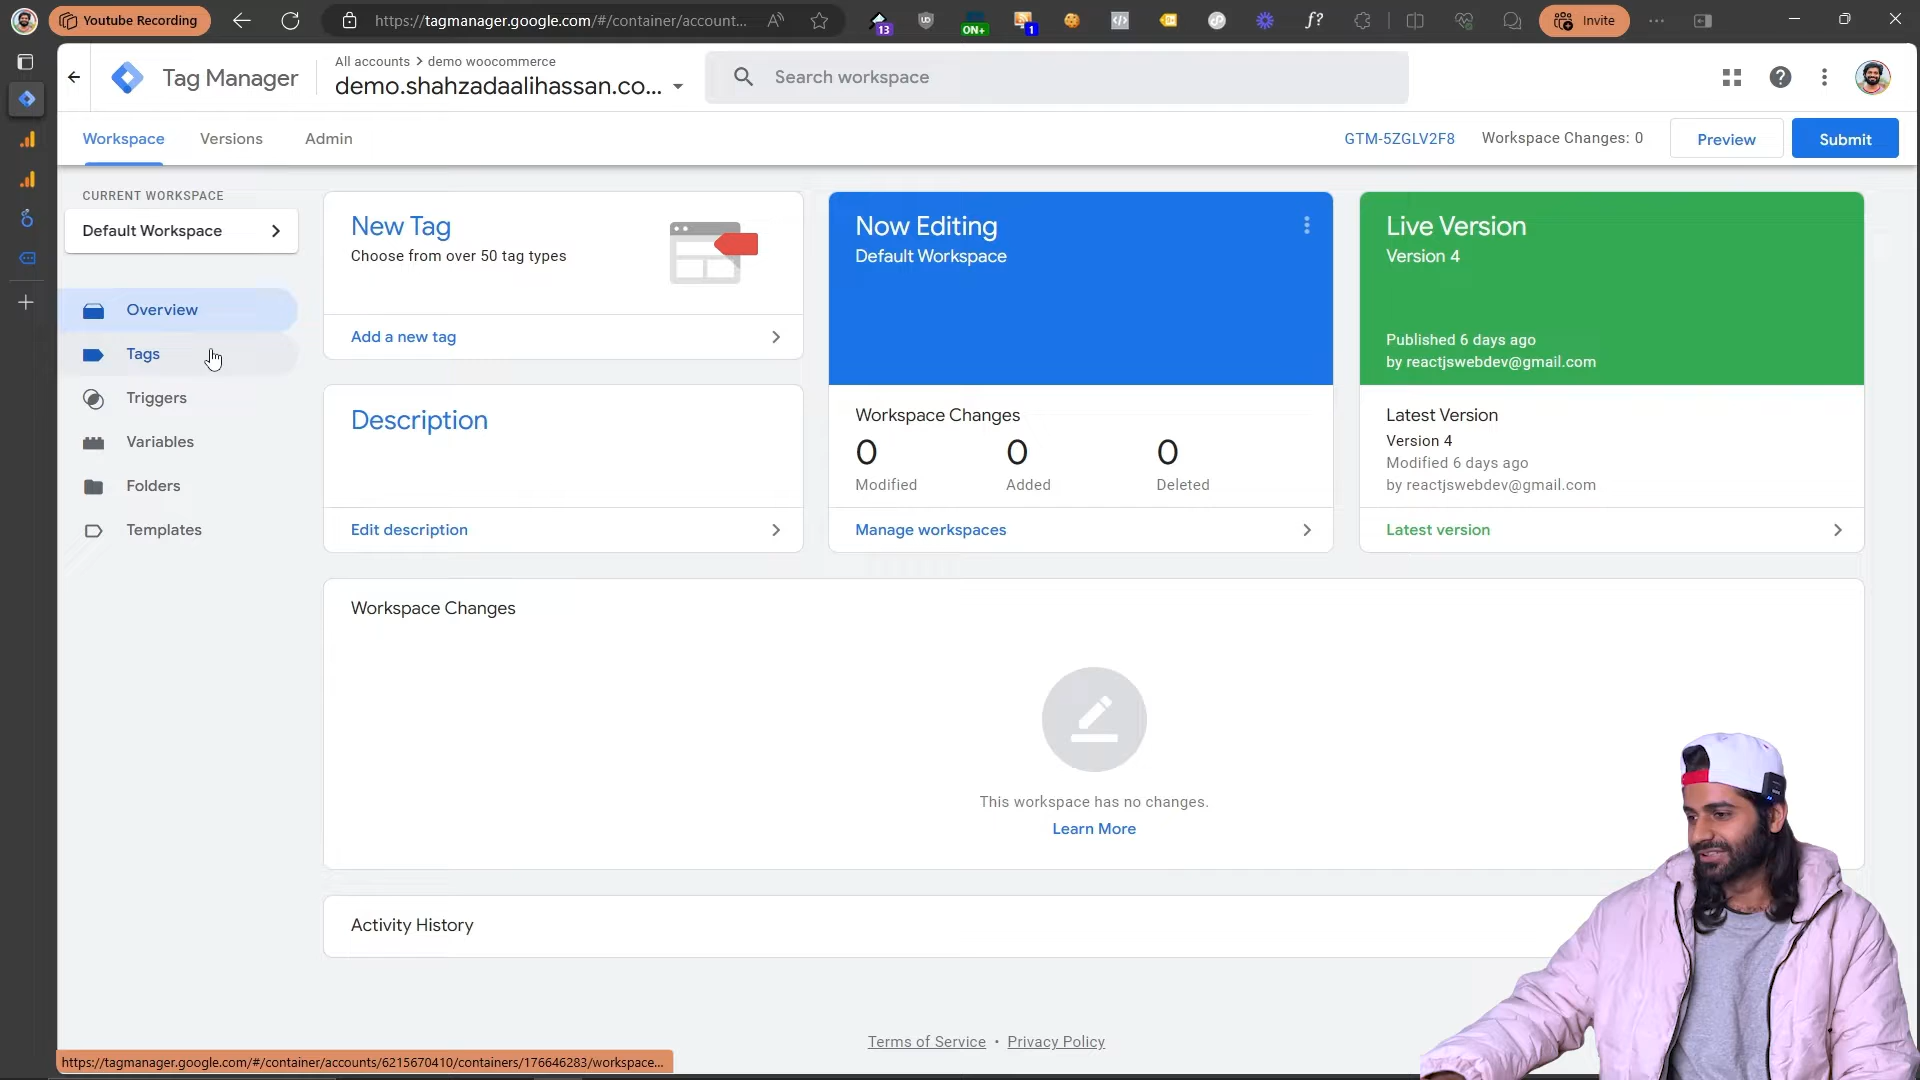 Youtube Recording
https://tagmanager.google.com/#/container/account...
13
ON+
1
Invite
Tag Manager
All accounts > demo woocommerce
demo.shahzadaalihassan.co...
Search workspace
Workspace
Versions
Admin
GTM-5ZGLV2F8
Workspace Changes: 0
Preview
Submit
CURRENT WORKSPACE
Default Workspace
Overview
Tags
Triggers
Variables
Folders
Templates
New Tag
Choose from over 50 tag types
Add a new tag
Description
Edit description
Now Editing
Default Workspace
Workspace Changes
0 0 0
Modified Added Deleted
Manage workspaces
Live Version
Version 4
Published 6 days ago
by reactjswebdev@gmail.com
Latest Version
Version 4
Modified 6 days ago
by reactjswebdev@gmail.com
Latest version
Workspace Changes
This workspace has no changes.
Learn More
Activity History
Terms of Service • Privacy Policy
https://tagmanager.google.com/#/container/accounts/6215670410/containers/176646283/workspace...